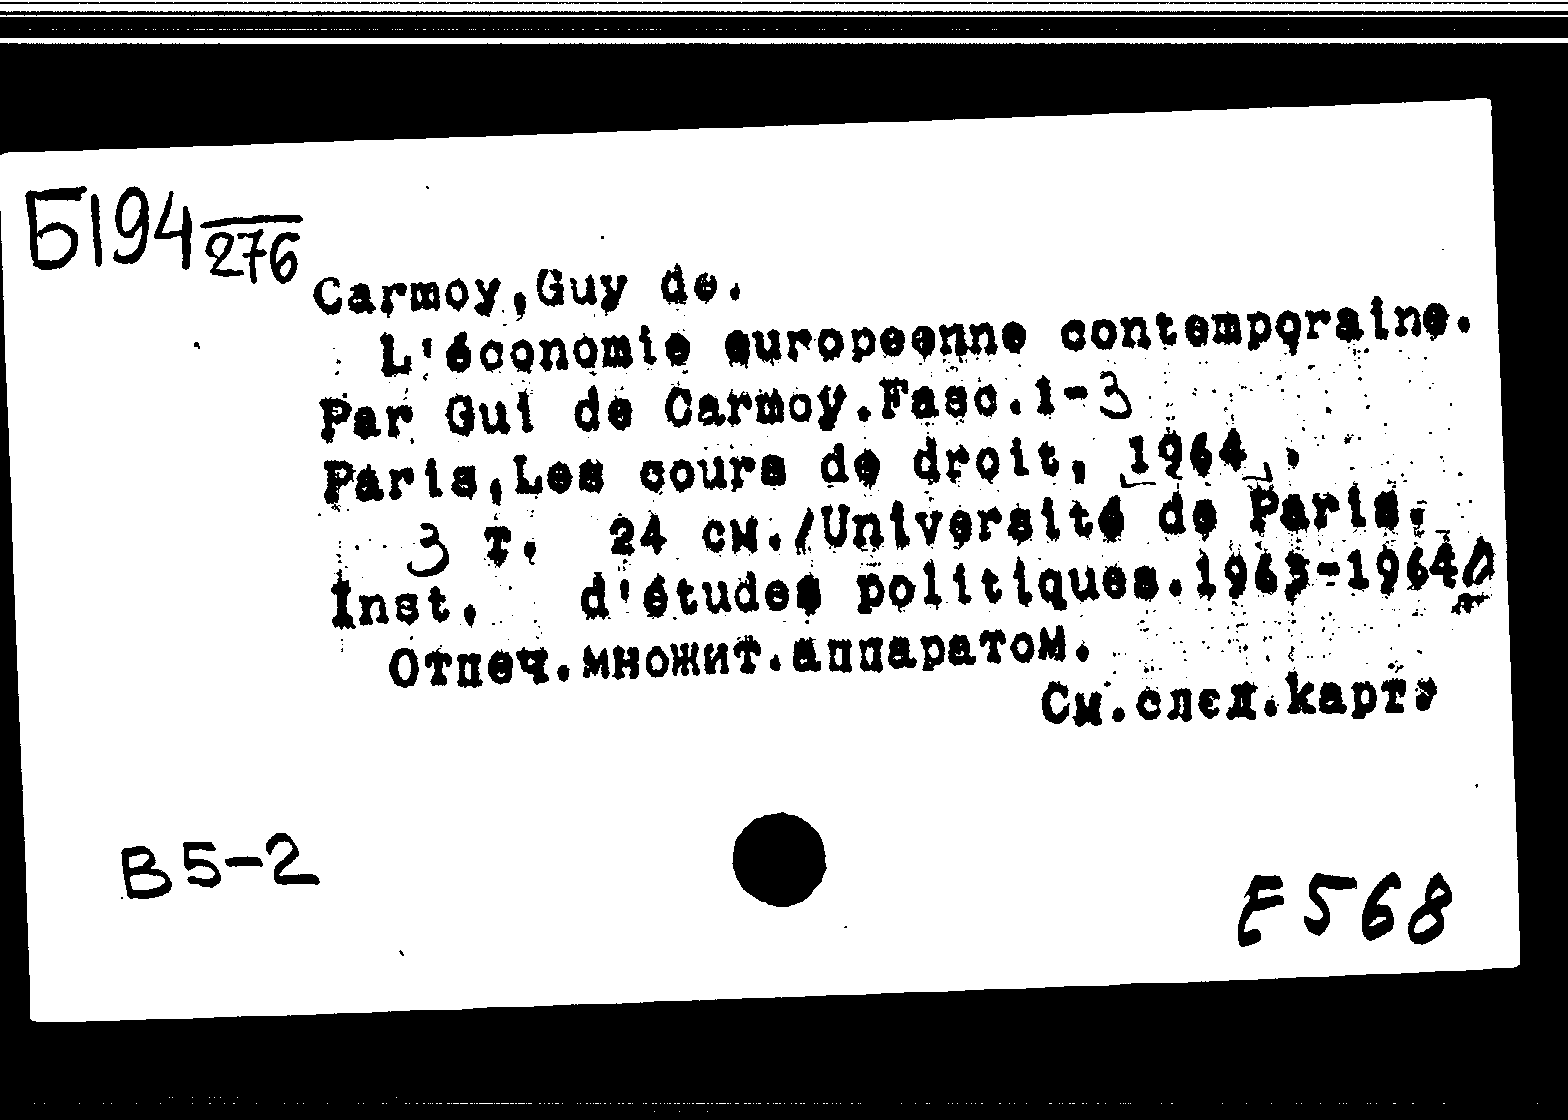 Б194/276
Carmoy,Guy de.
L'économie europeenne contemporaine.
Par Gui de Carmoy.Fasc.1-3
Paris,Les cours de droit, [1964].
3 т. 24 см./Université de Paris.
Inst. d'études politiques.1963-1964
Отпеч.множит.аппаратом.
См.след.карт.
B5-2
E568